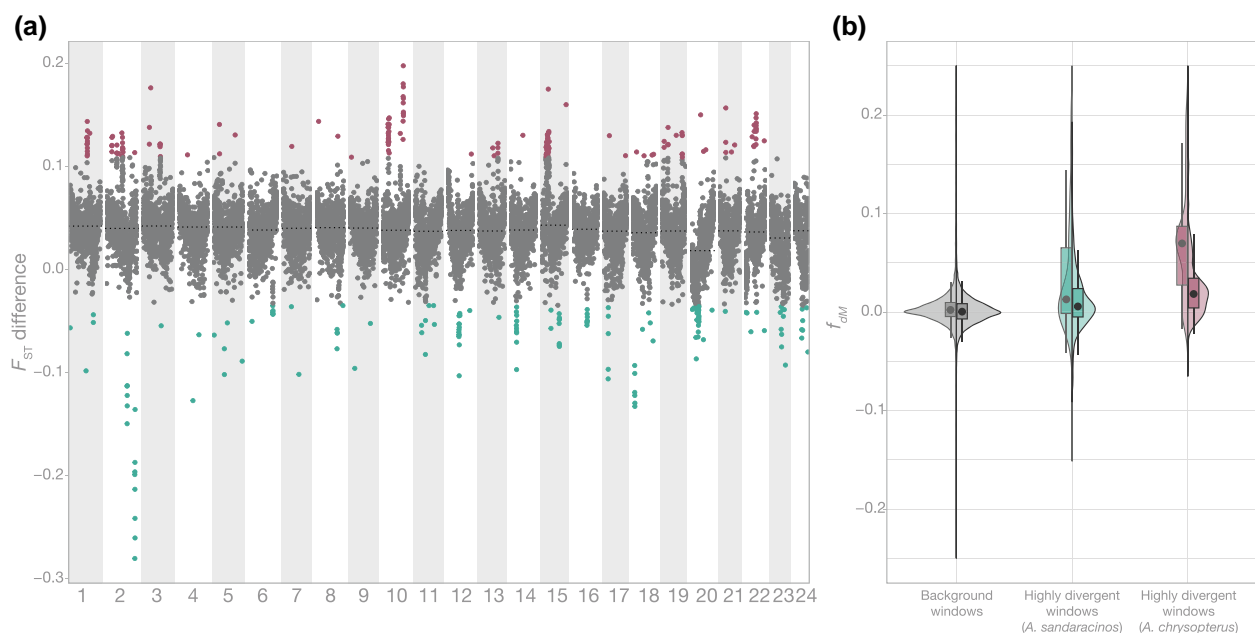 (a)
(b)
0.2
0.1
0.0
−0.1
−0.2
−0.3
FST difference
1 2 3 4 5 6 7 8 9 10 11 12 13 14 15 16 17 18 19 20 21 22 23 24
0.2
0.1
0.0
−0.1
−0.2
fdM
Background
windows
Highly divergent
windows
(A. sandaracinos)
Highly divergent
windows
(A. chrysopterus)